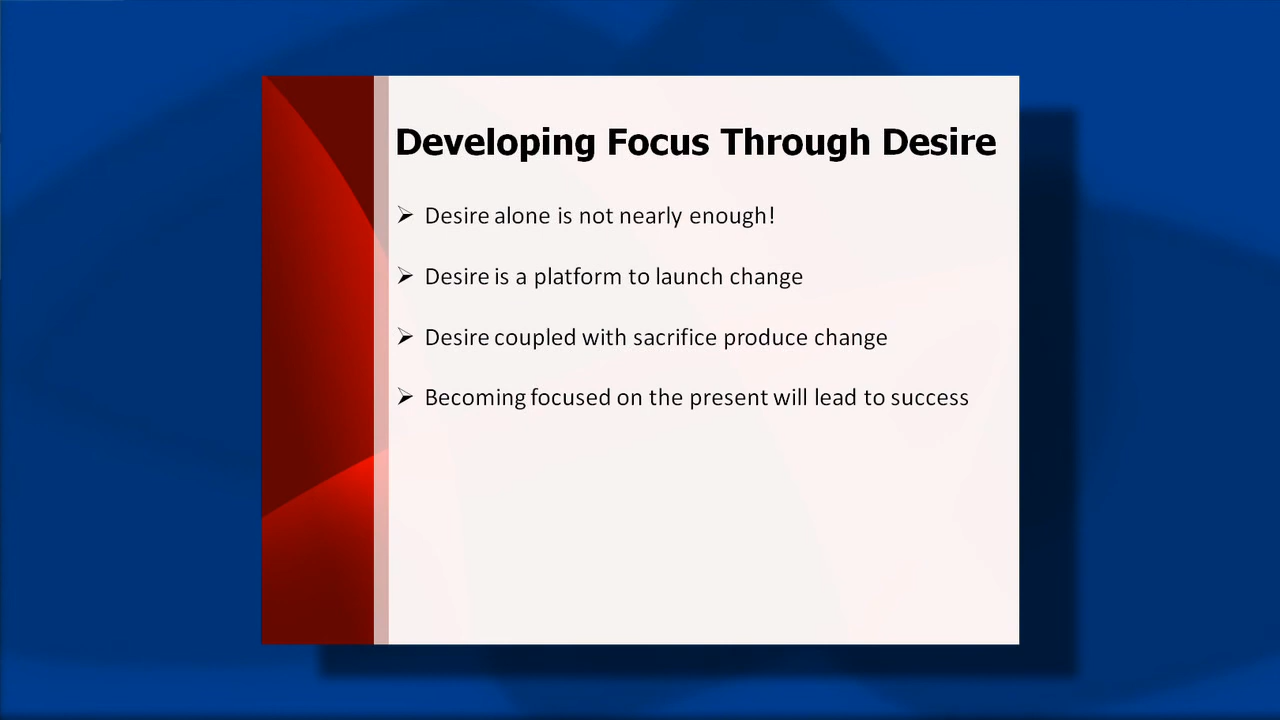 Developing Focus Through Desire
➢ Desire alone is not nearly enough!
➢ Desire is a platform to launch change
➢ Desire coupled with sacrifice produce change
➢ Becoming focused on the present will lead to success